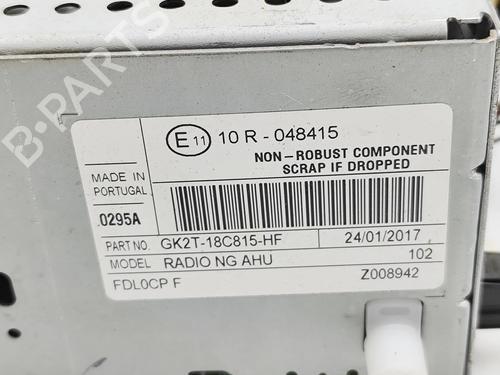 E11 10 R - 048415
NON-ROBUST COMPONENT
SCRAP IF DROPPED
MADE IN
PORTUGAL
.0295A
PART NO. GK2T-18C815-HF 24/01/2017
MODEL RADIO NG AHU 102
FDL0CP F Z008942
B-PARTS